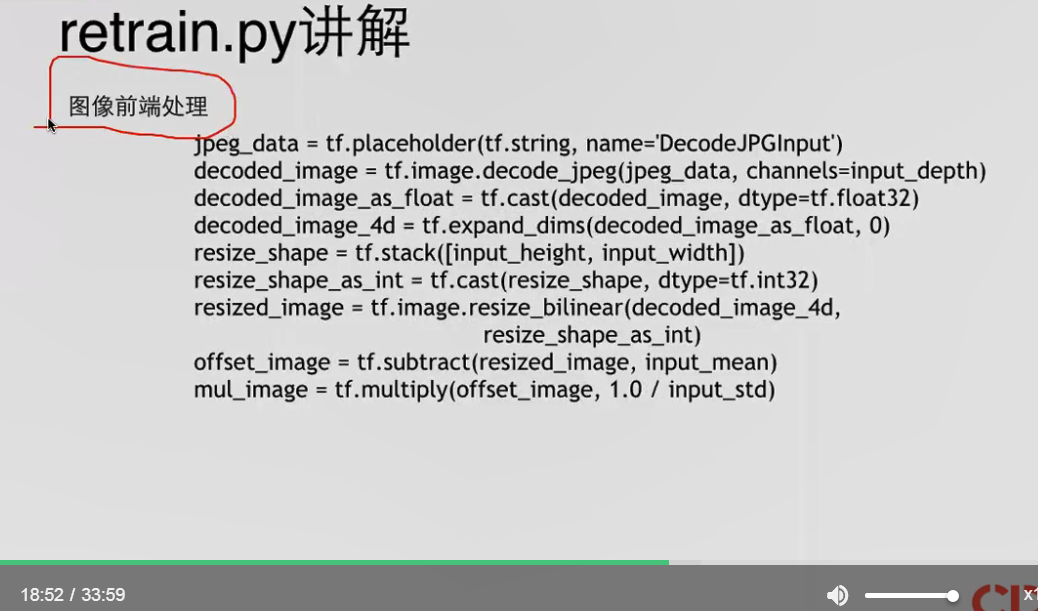 retrain.py讲解
图像前端处理
jpeg_data = tf.placeholder(tf.string, name='DecodeJPGInput')
decoded_image = tf.image.decode_jpeg(jpeg_data, channels=input_depth)
decoded_image_as_float = tf.cast(decoded_image, dtype=tf.float32)
decoded_image_4d = tf.expand_dims(decoded_image_as_float, 0)
resize_shape = tf.stack([input_height, input_width])
resize_shape_as_int = tf.cast(resize_shape, dtype=tf.int32)
resized_image = tf.image.resize_bilinear(decoded_image_4d,
resize_shape_as_int)
offset_image = tf.subtract(resized_image, input_mean)
mul_image = tf.multiply(offset_image, 1.0 / input_std)
18:52 / 33:59